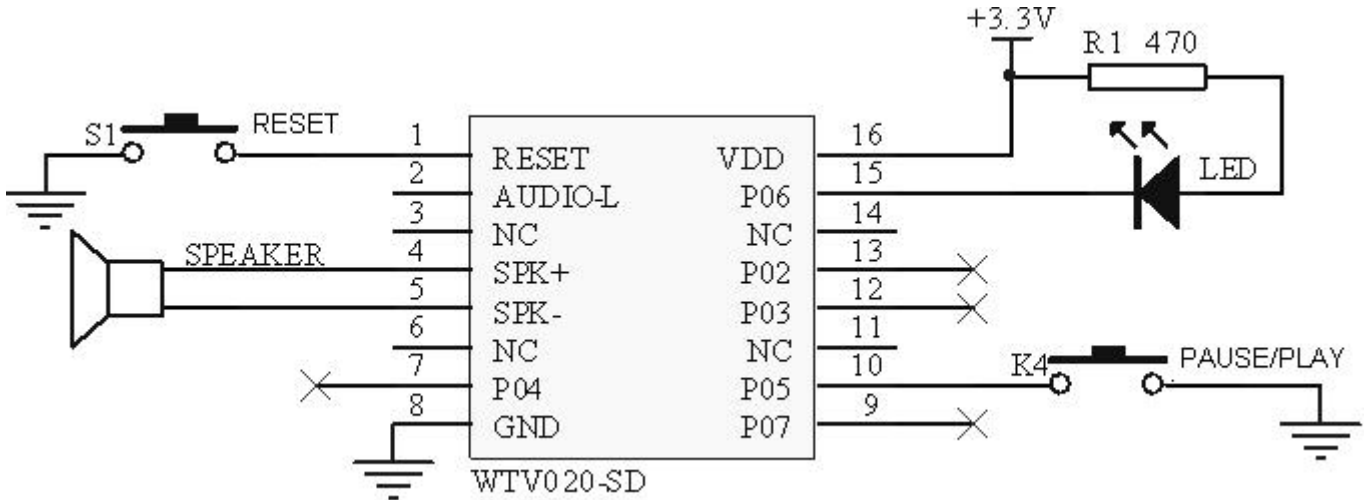 +3.3V
R1 470
S1 RESET
LED
SPEAKER
1 RESET VDD 16
2 AUDIO-L P06 15
3 NC NC 14
4 SPK+ P02 13
5 SPK- P03 12
6 NC NC 11
7 P04 P05 10
8 GND P07 9
K4 PAUSE/PLAY
WTV020-SD